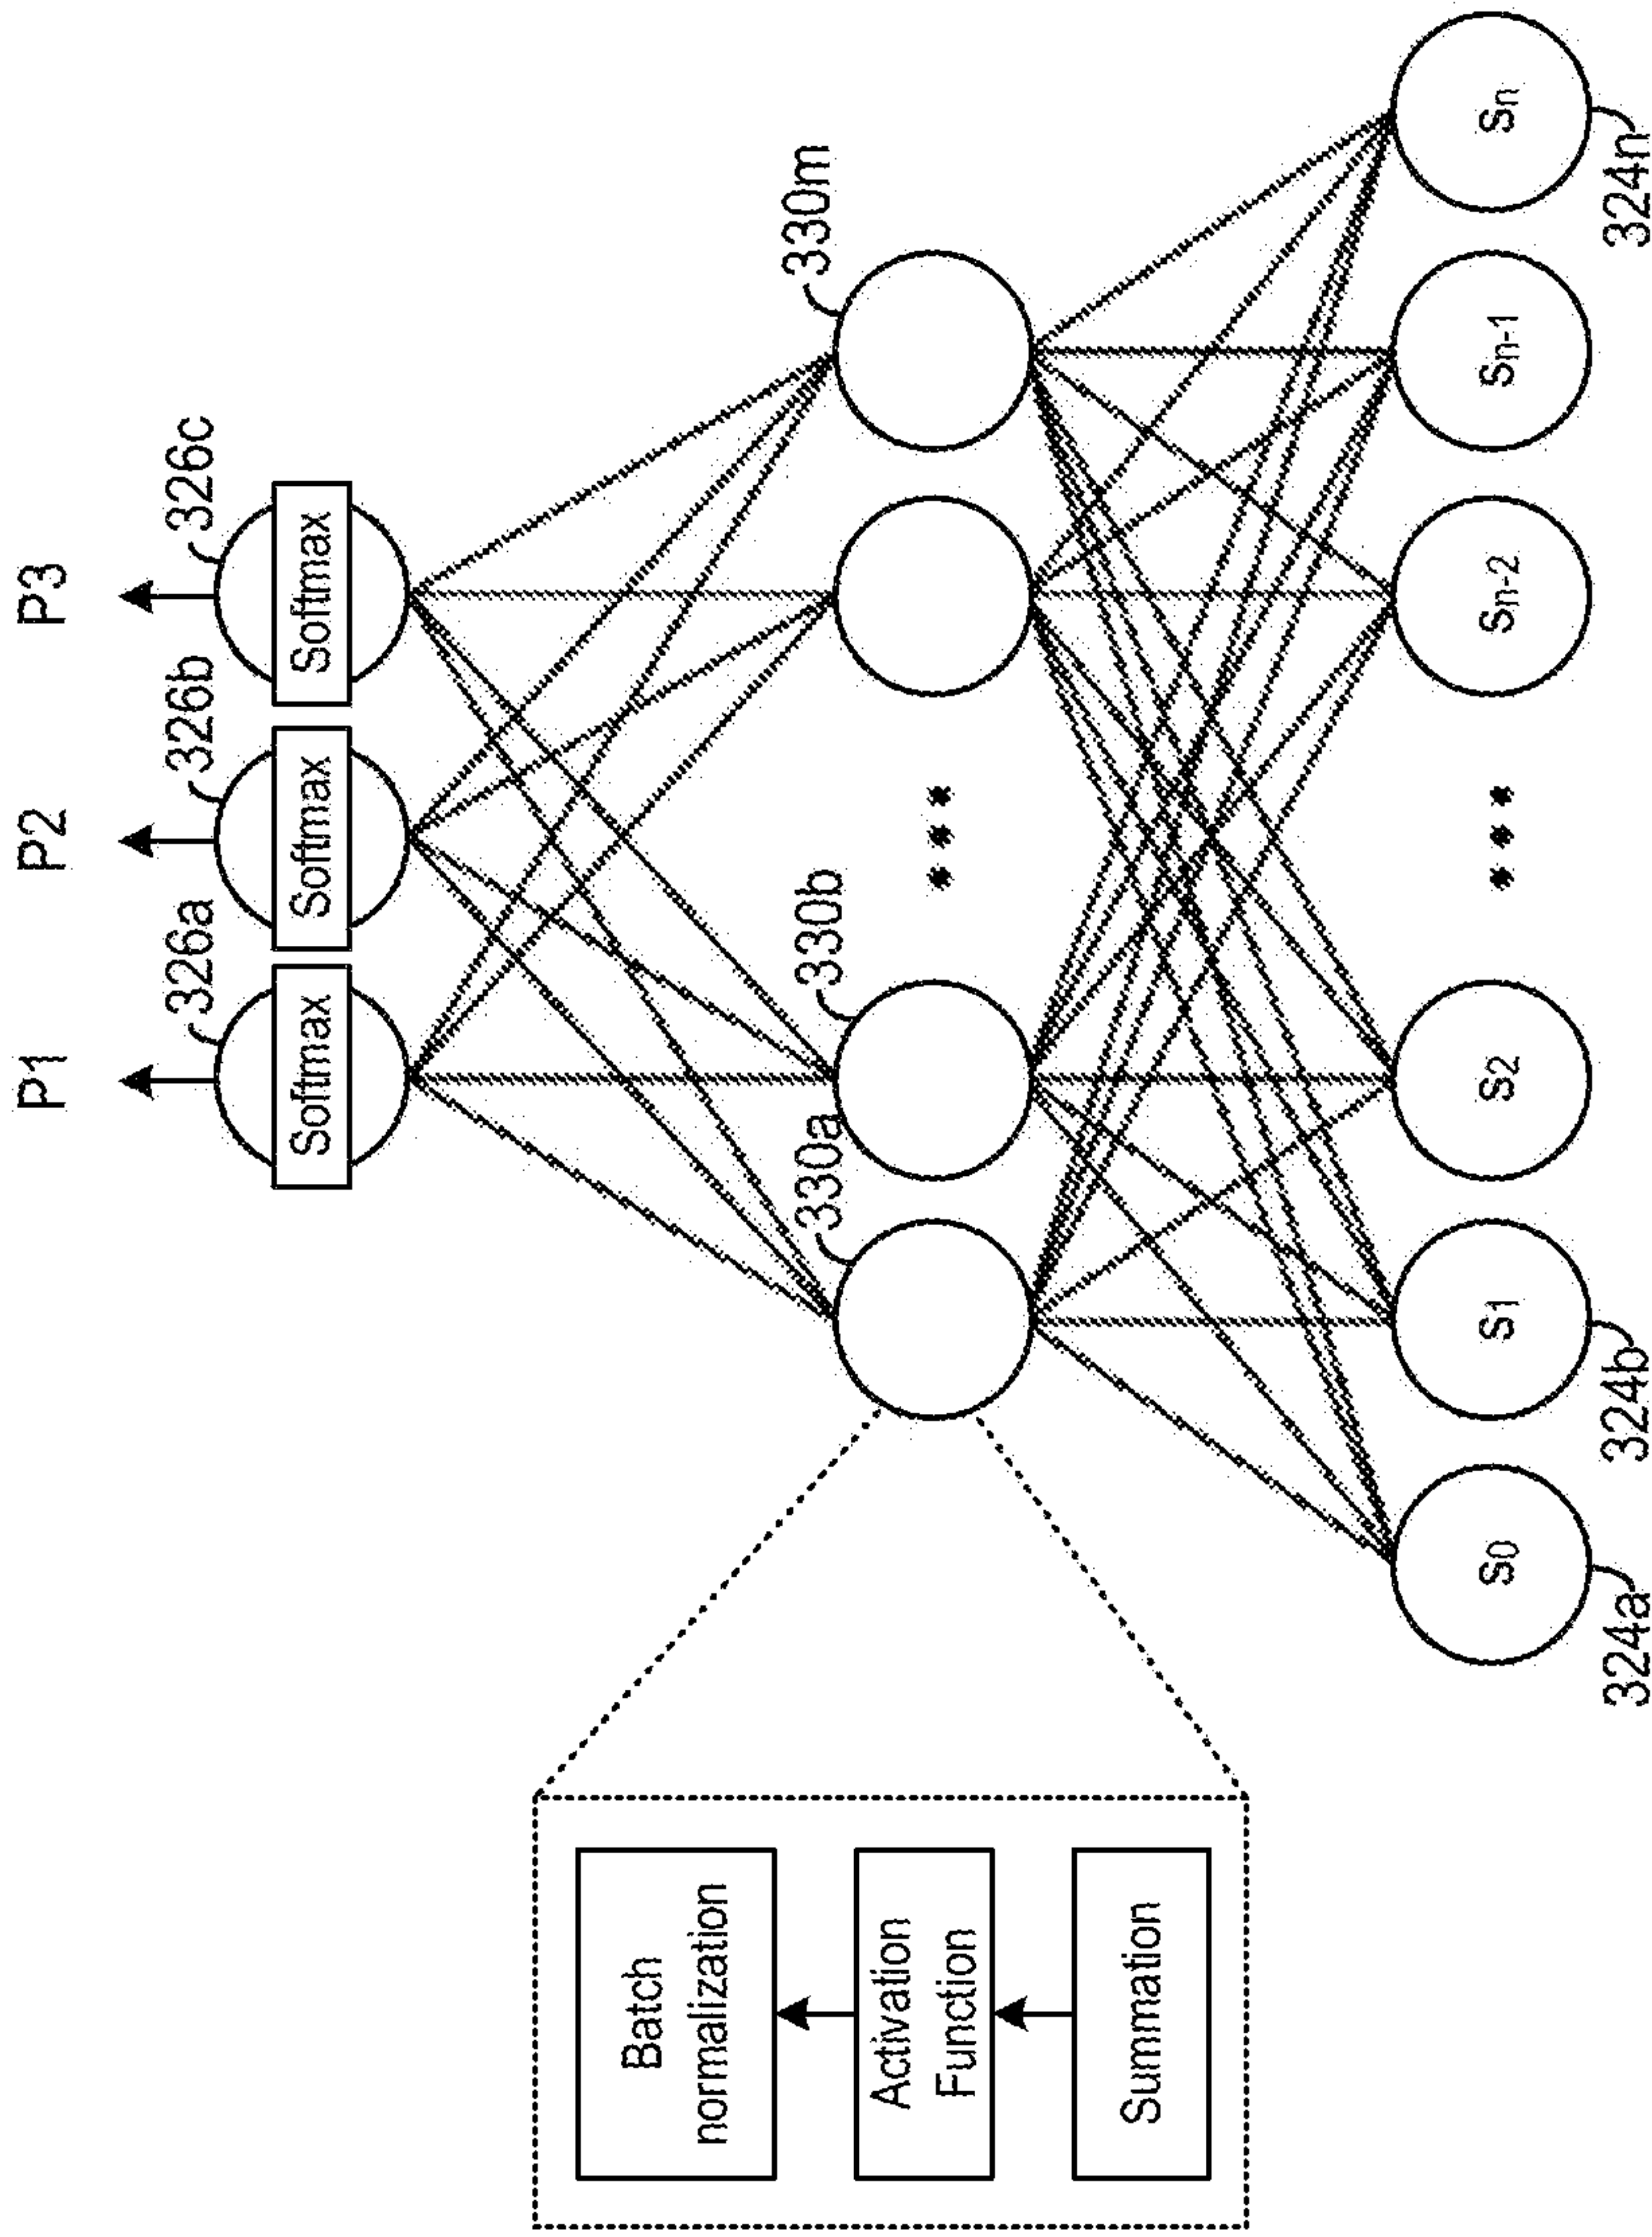 P1
P2
P3
326a
326b
326c
Softmax
Softmax
Softmax
330a
330b
330m
Batch
normalization
Activation
Function
Summation
S0
S1
S2
Sn-2
Sn-1
Sn
324a
324b
324n